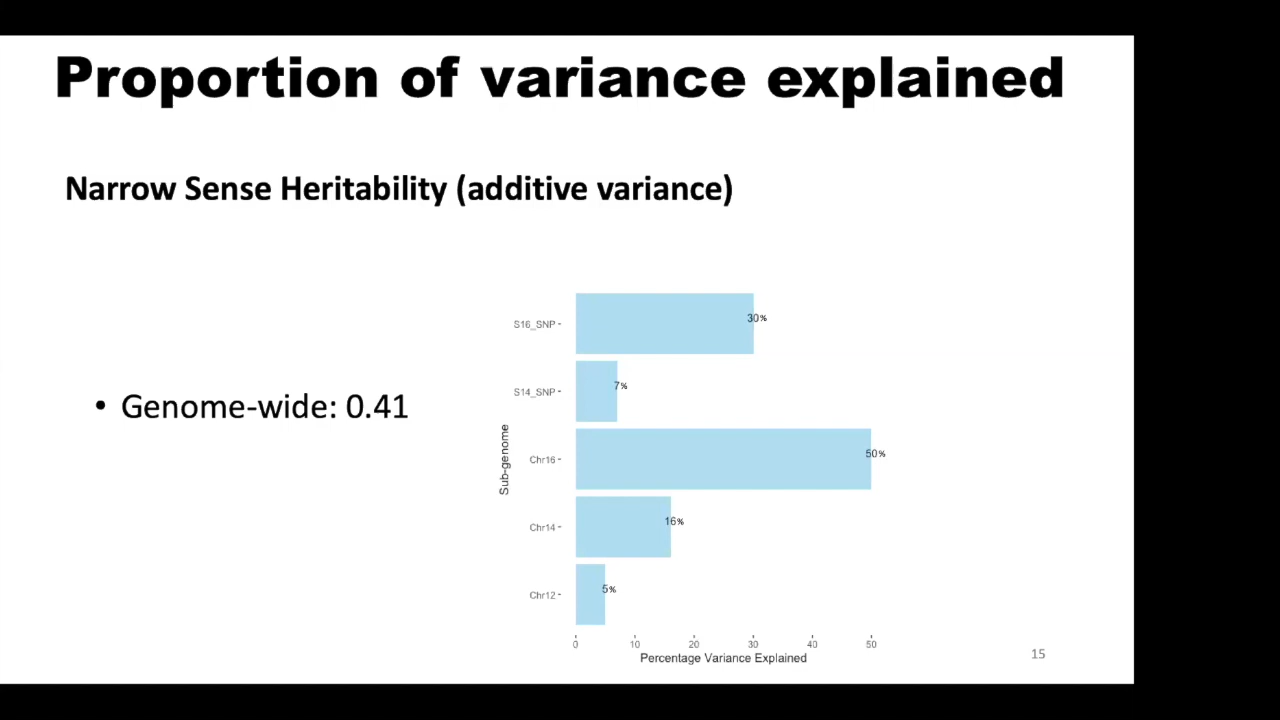 Proportion of variance explained
Narrow Sense Heritability (additive variance)
• Genome-wide: 0.41
Sub-genome
S16_SNP
30%
S14_SNP
7%
Chr16
50%
Chr14
16%
Chr12
5%
0 10 20 30 40 50
Percentage Variance Explained
15